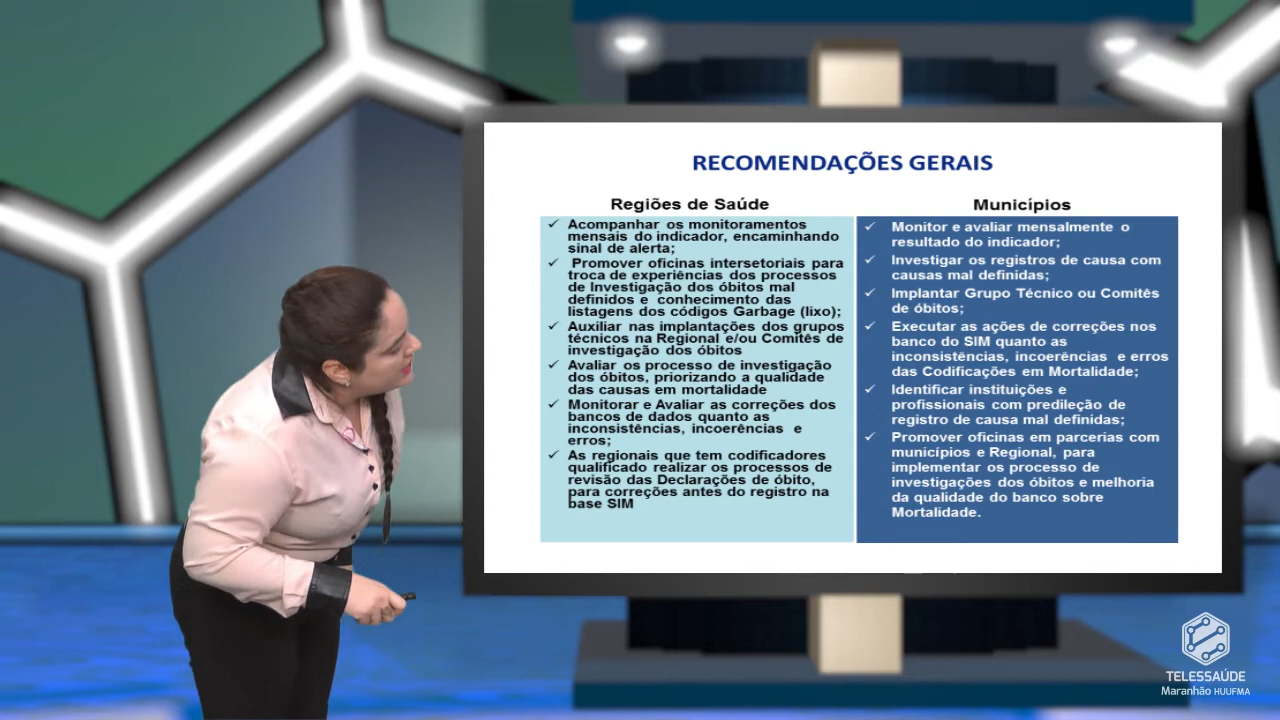 RECOMENDAÇÕES GERAIS
Regiões de Saúde
✓ Acompanhar os monitoramentos
mensais do indicador, encaminhando
sinal de alerta;
✓ Promover oficinas intersetoriais para
troca de experiências dos processos
de Investigação dos óbitos mal
definidos e conhecimento das
listagens dos códigos Garbage (lixo);
✓ Auxiliar nas implantações dos grupos
técnicos na Regional e/ou Comitês de
investigação dos óbitos
✓ Avaliar os processo de investigação
dos óbitos, priorizando a qualidade
das causas em mortalidade
✓ Monitorar e Avaliar as correções dos
bancos de dados quanto as
inconsistências, incoerências e
erros;
✓ As regionais que tem codificadores
qualificado realizar os processos de
revisão das Declarações de óbito,
para correções antes do registro na
base SIM
Municípios
✓ Monitor e avaliar mensalmente o
resultado do indicador;
✓ Investigar os registros de causa com
causas mal definidas;
✓ Implantar Grupo Técnico ou Comitês
de óbitos;
✓ Executar as ações de correções nos
banco do SIM quanto as
inconsistências, incoerências e erros
das Codificações em Mortalidade;
✓ Identificar instituições e
profissionais com predileção de
registro de causa mal definidas;
✓ Promover oficinas em parcerias com
municípios e Regional, para
implementar os processo de
investigações dos óbitos e melhoria
da qualidade do banco sobre
Mortalidade.
TELESSAÚDE
Maranhão HUUFMA